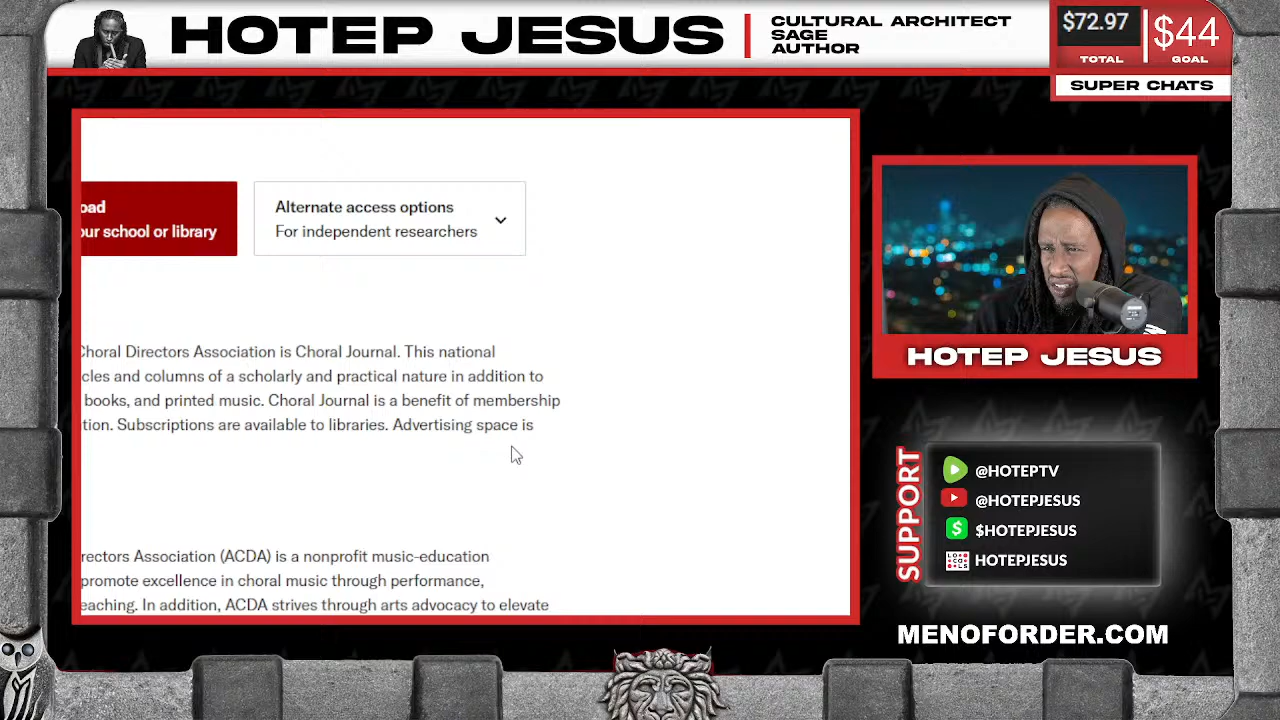 HOTEP JESUS
CULTURAL ARCHITECT
SAGE
AUTHOR
$72.97
TOTAL
$44
GOAL
SUPER CHATS
oad
our school or library
Alternate access options
For independent researchers
Choral Directors Association is Choral Journal. This national
cles and columns of a scholarly and practical nature in addition to
books, and printed music. Choral Journal is a benefit of membership
tion. Subscriptions are available to libraries. Advertising space is
rectors Association (ACDA) is a nonprofit music-education
promote excellence in choral music through performance,
eaching. In addition, ACDA strives through arts advocacy to elevate
HOTEP JESUS
SUPPORT
@HOTEPTV
@HOTEPJESUS
$HOTEPJESUS
LOCALS
HOTEPJESUS
MENOFORDER.COM